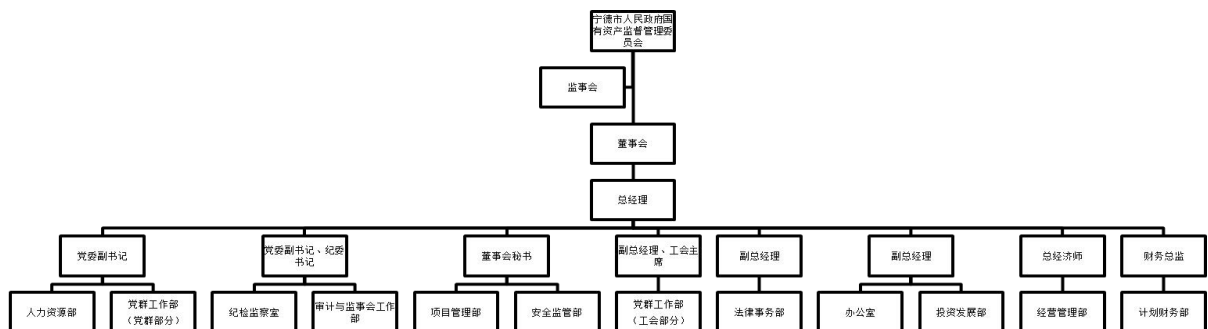 宁德市人民政府国
有资产监督管理委
员会
监事会
董事会
总经理
党委副书记
党委副书记、纪委
书记
董事会秘书
副总经理、工会主
席
副总经理
副总经理
总经济师
财务总监
人力资源部
党群工作部
（党群部分）
纪检监察室
审计与监事会工作
部
项目管理部
安全监管部
党群工作部
（工会部分）
法律事务部
办公室
投资发展部
经营管理部
计划财务部